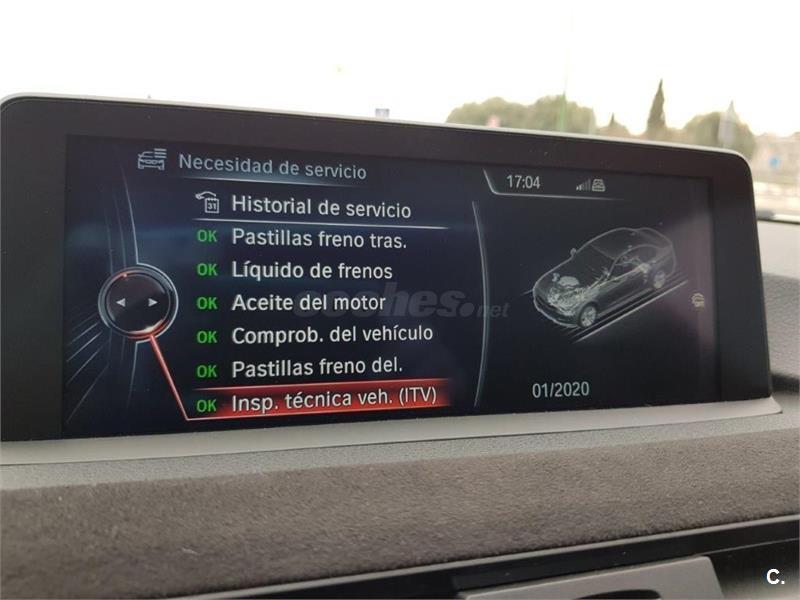 Necesidad de servicio
17:04
31 Historial de servicio
OK Pastillas freno tras.
OK Líquido de frenos
OK Aceite del motor
coches.net
OK Comprob. del vehículo
OK Pastillas freno del.
OK Insp. técnica veh. (ITV)
01/2020
C.